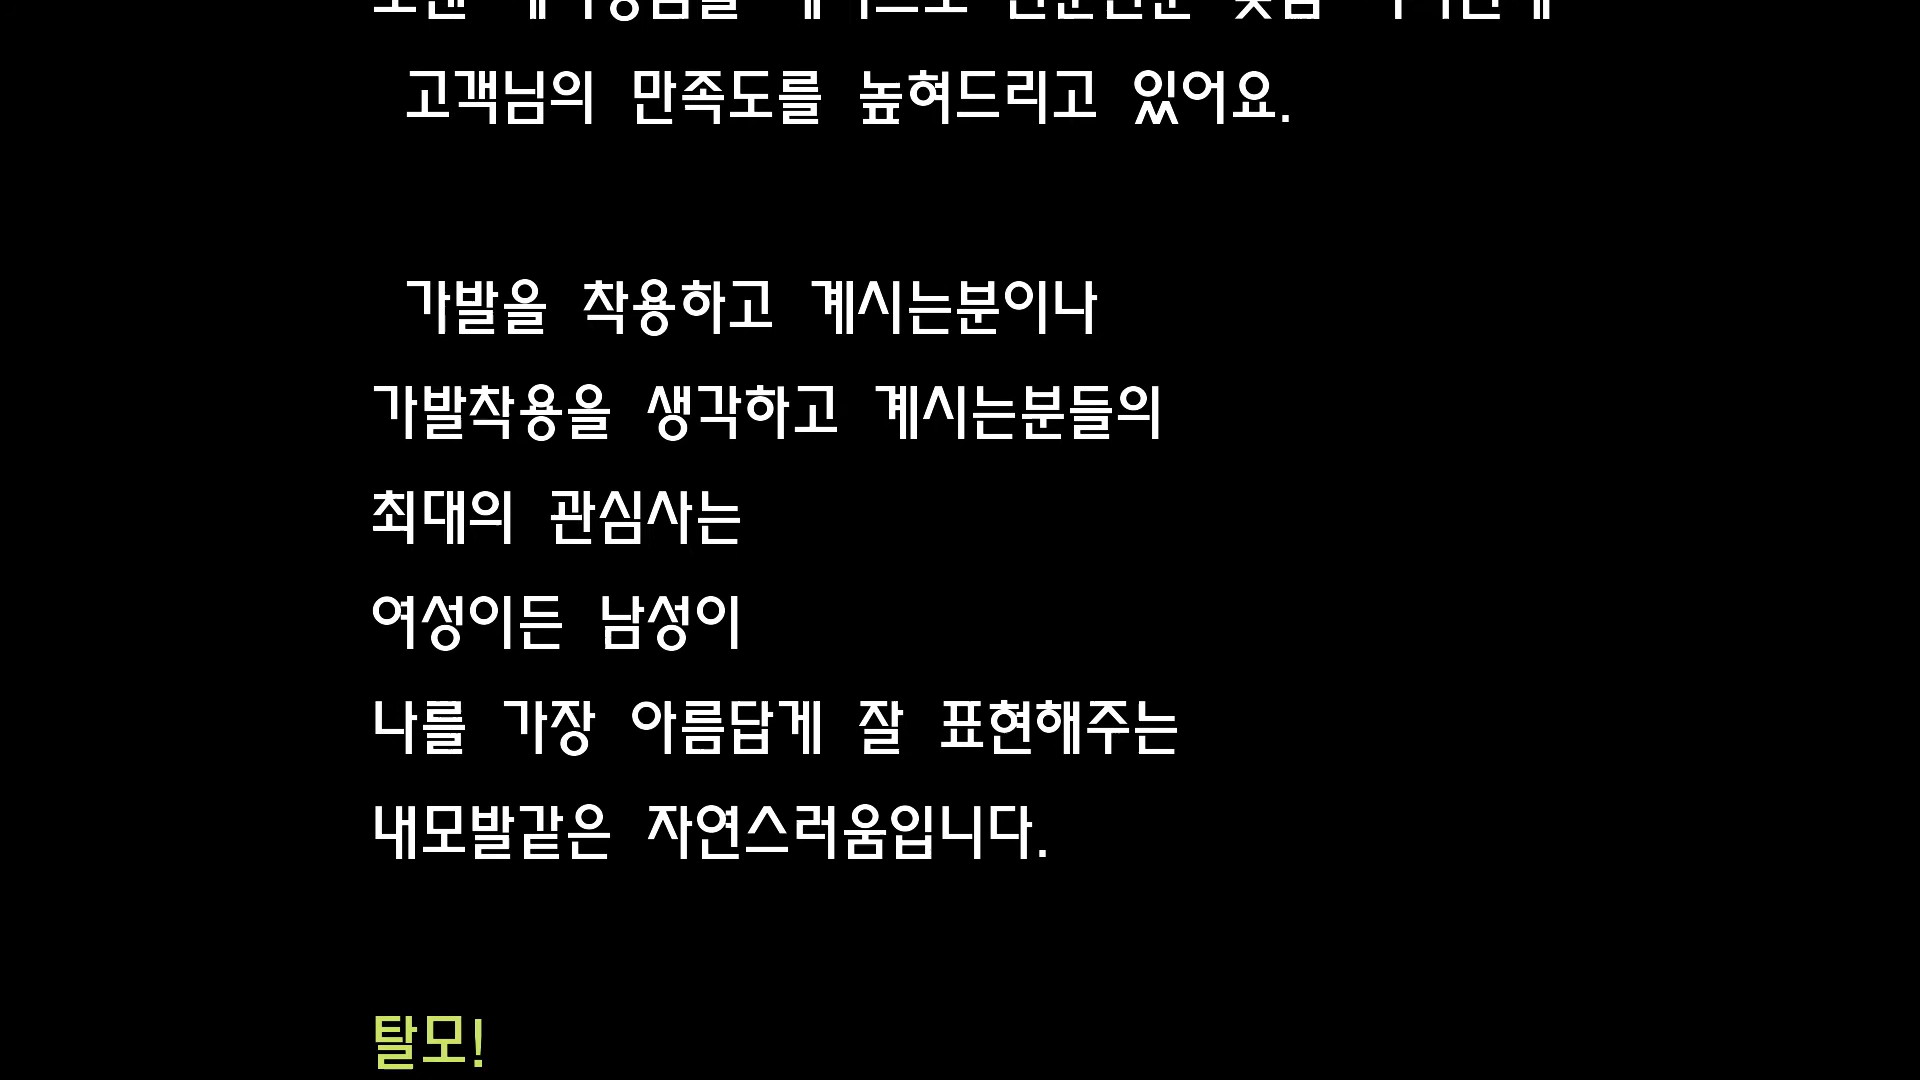 고객님의 만족도를 높혀드리고 있어요.
가발을 착용하고 계시는분이나
가발착용을 생각하고 계시는분들의
최대의 관심사는
여성이든 남성이
나를 가장 아름답게 잘 표현해주는
내모발같은 자연스러움입니다.
탈모!